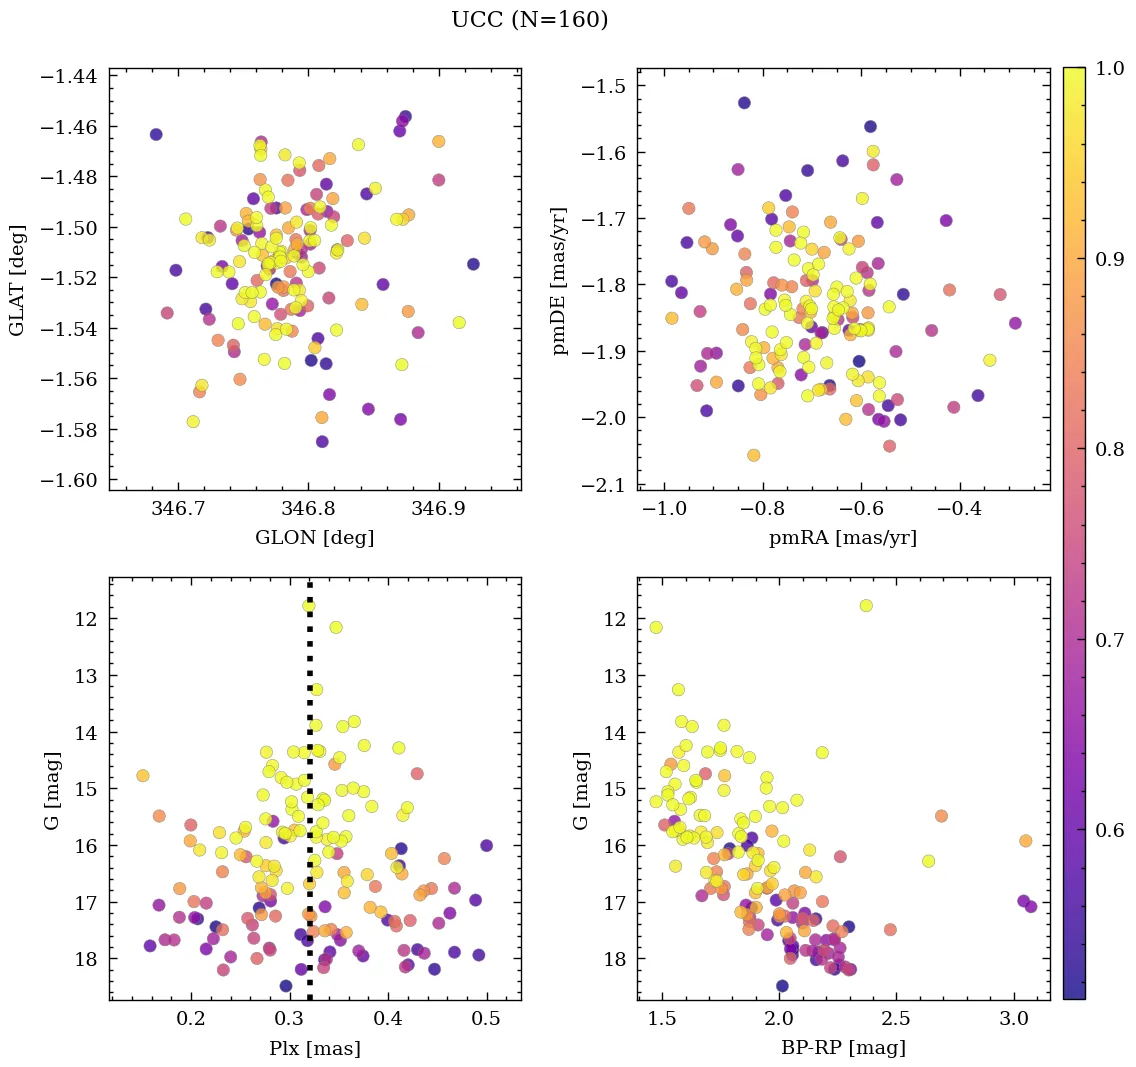 UCC (N=160)
−1.44
−1.46
−1.48
−1.50
−1.52
−1.54
−1.56
−1.58
−1.60
GLAT [deg]
346.7 346.8 346.9
GLON [deg]
−1.5
−1.6
−1.7
−1.8
−1.9
−2.0
−2.1
pmDE [mas/yr]
−1.0 −0.8 −0.6 −0.4
pmRA [mas/yr]
1.0
0.9
0.8
0.7
0.6
12
13
14
15
16
17
18
G [mag]
0.2 0.3 0.4 0.5
Plx [mas]
12
13
14
15
16
17
18
G [mag]
1.5 2.0 2.5 3.0
BP-RP [mag]